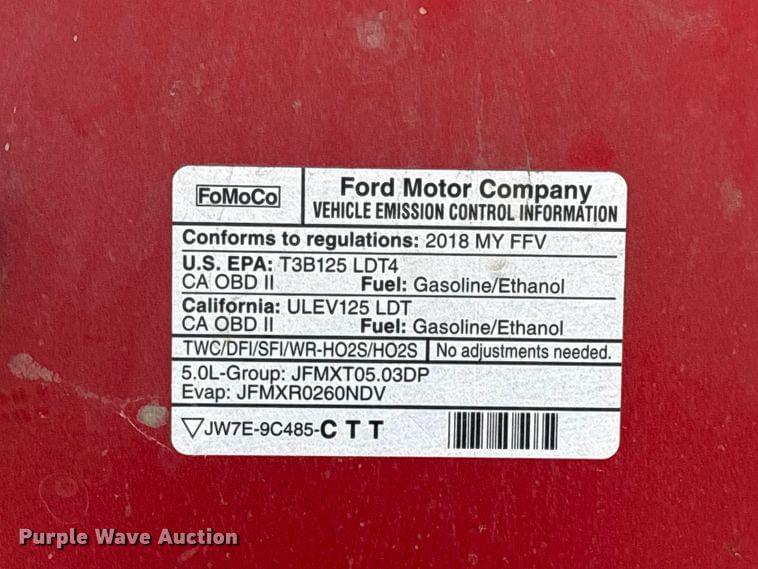 FoMoCo
Ford Motor Company
VEHICLE EMISSION CONTROL INFORMATION
Conforms to regulations: 2018 MY FFV
U.S. EPA: T3B125 LDT4
CA OBD II Fuel: Gasoline/Ethanol
California: ULEV125 LDT
CA OBD II Fuel: Gasoline/Ethanol
TWC/DFI/SFI/WR-HO2S/HO2S No adjustments needed.
5.0L-Group: JFMXT05.03DP
Evap: JFMXR0260NDV
JW7E-9C485-CTT
Purple Wave Auction